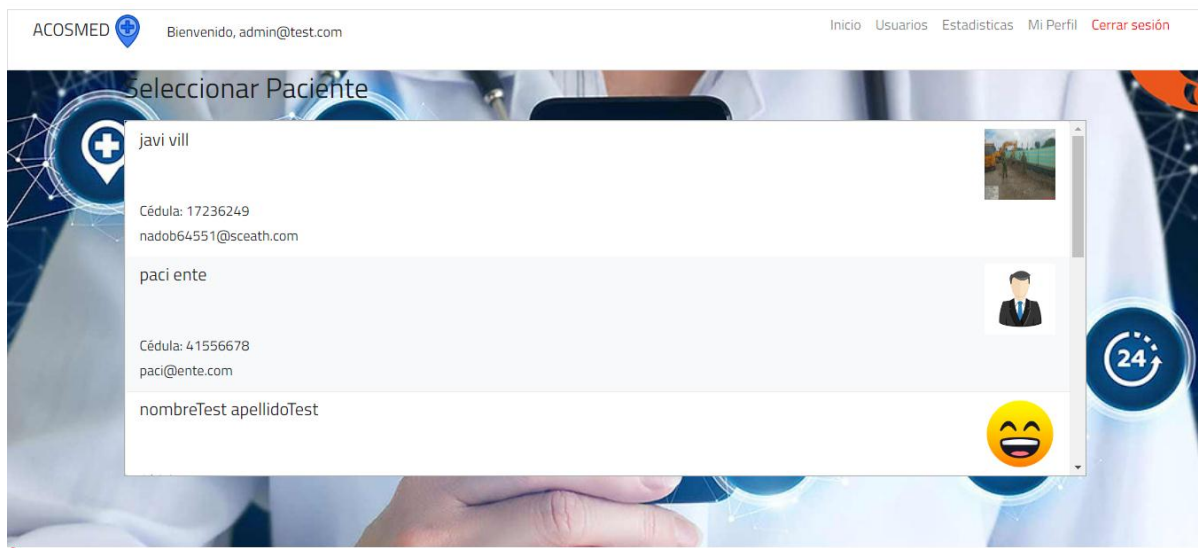 ACOSMED
Bienvenido, admin@test.com
Inicio Usuarios Estadisticas Mi Perfil Cerrar sesión
Seleccionar Paciente
javi vill
Cédula: 17236249
nadob64551@sceath.com
paci ente
Cédula: 41556678
paci@ente.com
nombreTest apellidoTest
24